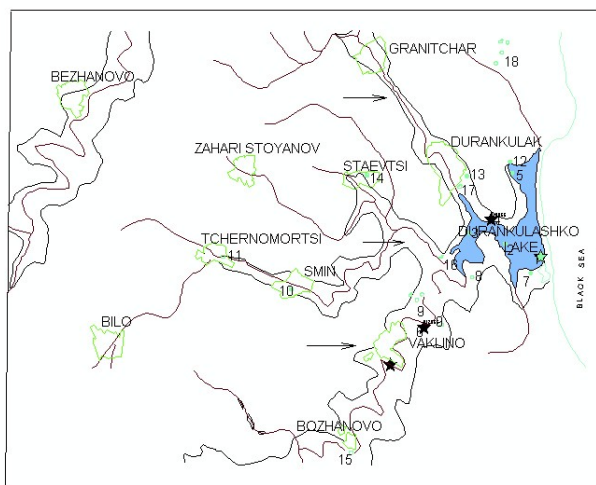 GRANITCHAR
18
BEZHANOVO
DURANKULAK
ZAHARI STOYANOV
12
STAEVTSI
13
5
14
17
DURANKULASHKO
LAKE
TCHERNOMORTSI
2
11
16
SMIN
8
7
10
BLACK SEA
9
BILO
VAKLINO
BOZHANOVO
15